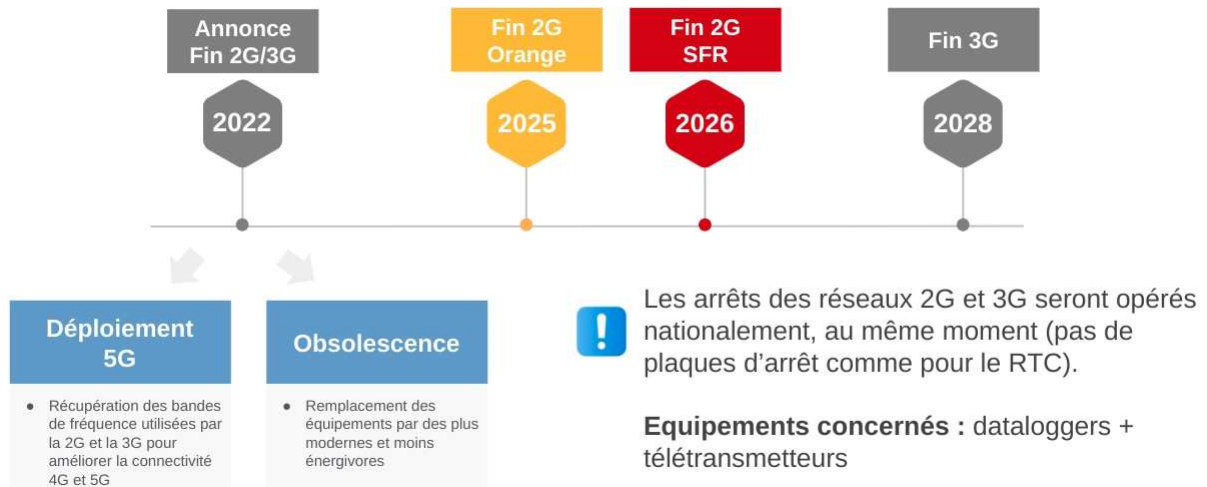 Annonce
Fin 2G/3G
Fin 2G
Orange
Fin 2G
SFR
Fin 3G
2022
2025
2026
2028
Déploiement
5G
● Récupération des bandes
de fréquence utilisées par
la 2G et la 3G pour
améliorer la connectivité
4G et 5G
Obsolescence
● Remplacement des
équipements par des plus
modernes et moins
énergivores
!
Les arrêts des réseaux 2G et 3G seront opérés
nationalement, au même moment (pas de
plaques d’arrêt comme pour le RTC).
Equipements concernés : dataloggers +
télétransmetteurs